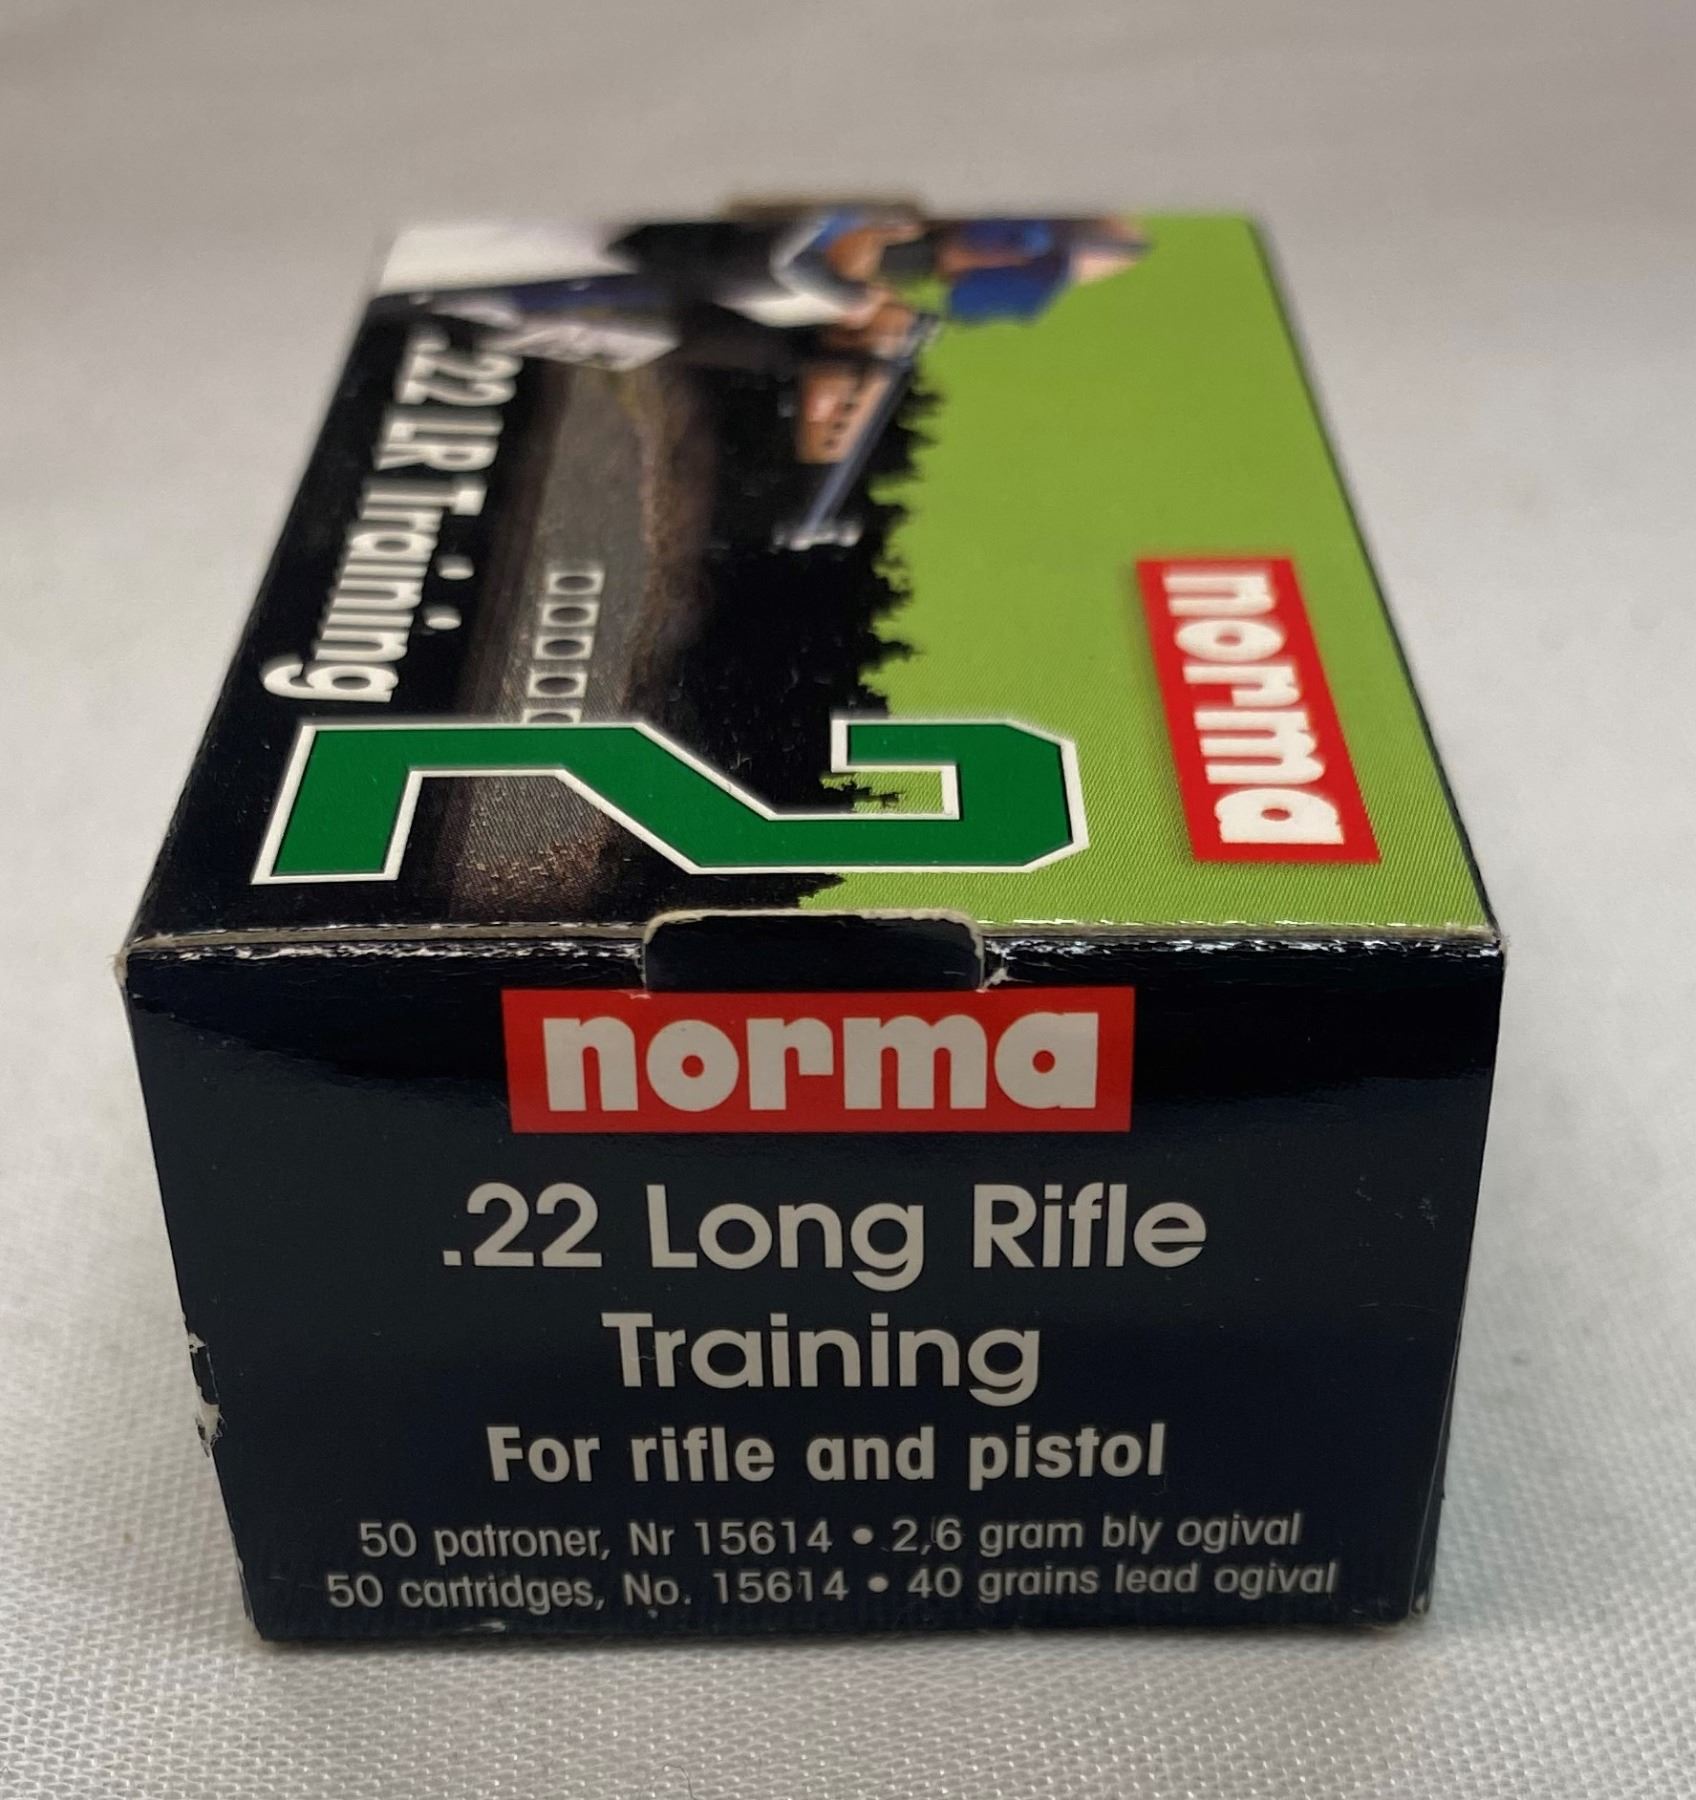 norma
.22 LR Training
2
norma
.22 Long Rifle
Training
For rifle and pistol
50 patroner, Nr 15614 • 2,6 gram bly ogival
50 cartridges, No. 15614 • 40 grains lead ogival